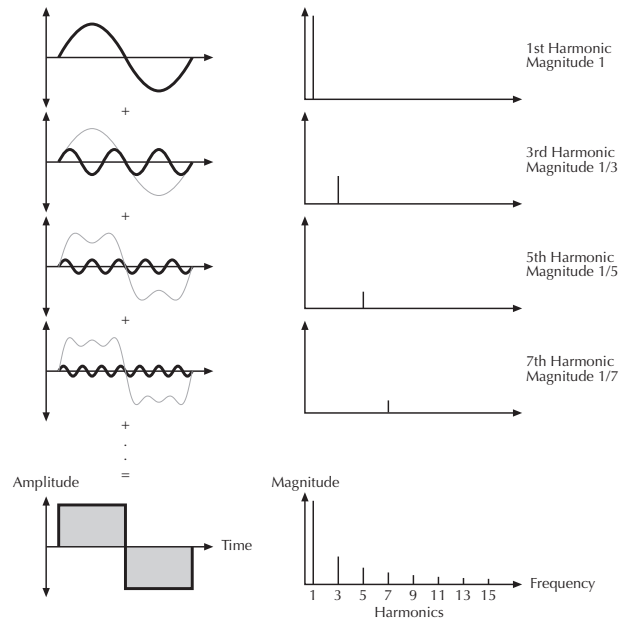 1st Harmonic
Magnitude 1
+
3rd Harmonic
Magnitude 1/3
+
5th Harmonic
Magnitude 1/5
+
7th Harmonic
Magnitude 1/7
+
.
.
=
Amplitude
Magnitude
Time
Frequency
1 3 5 7 9 11 13 15
Harmonics